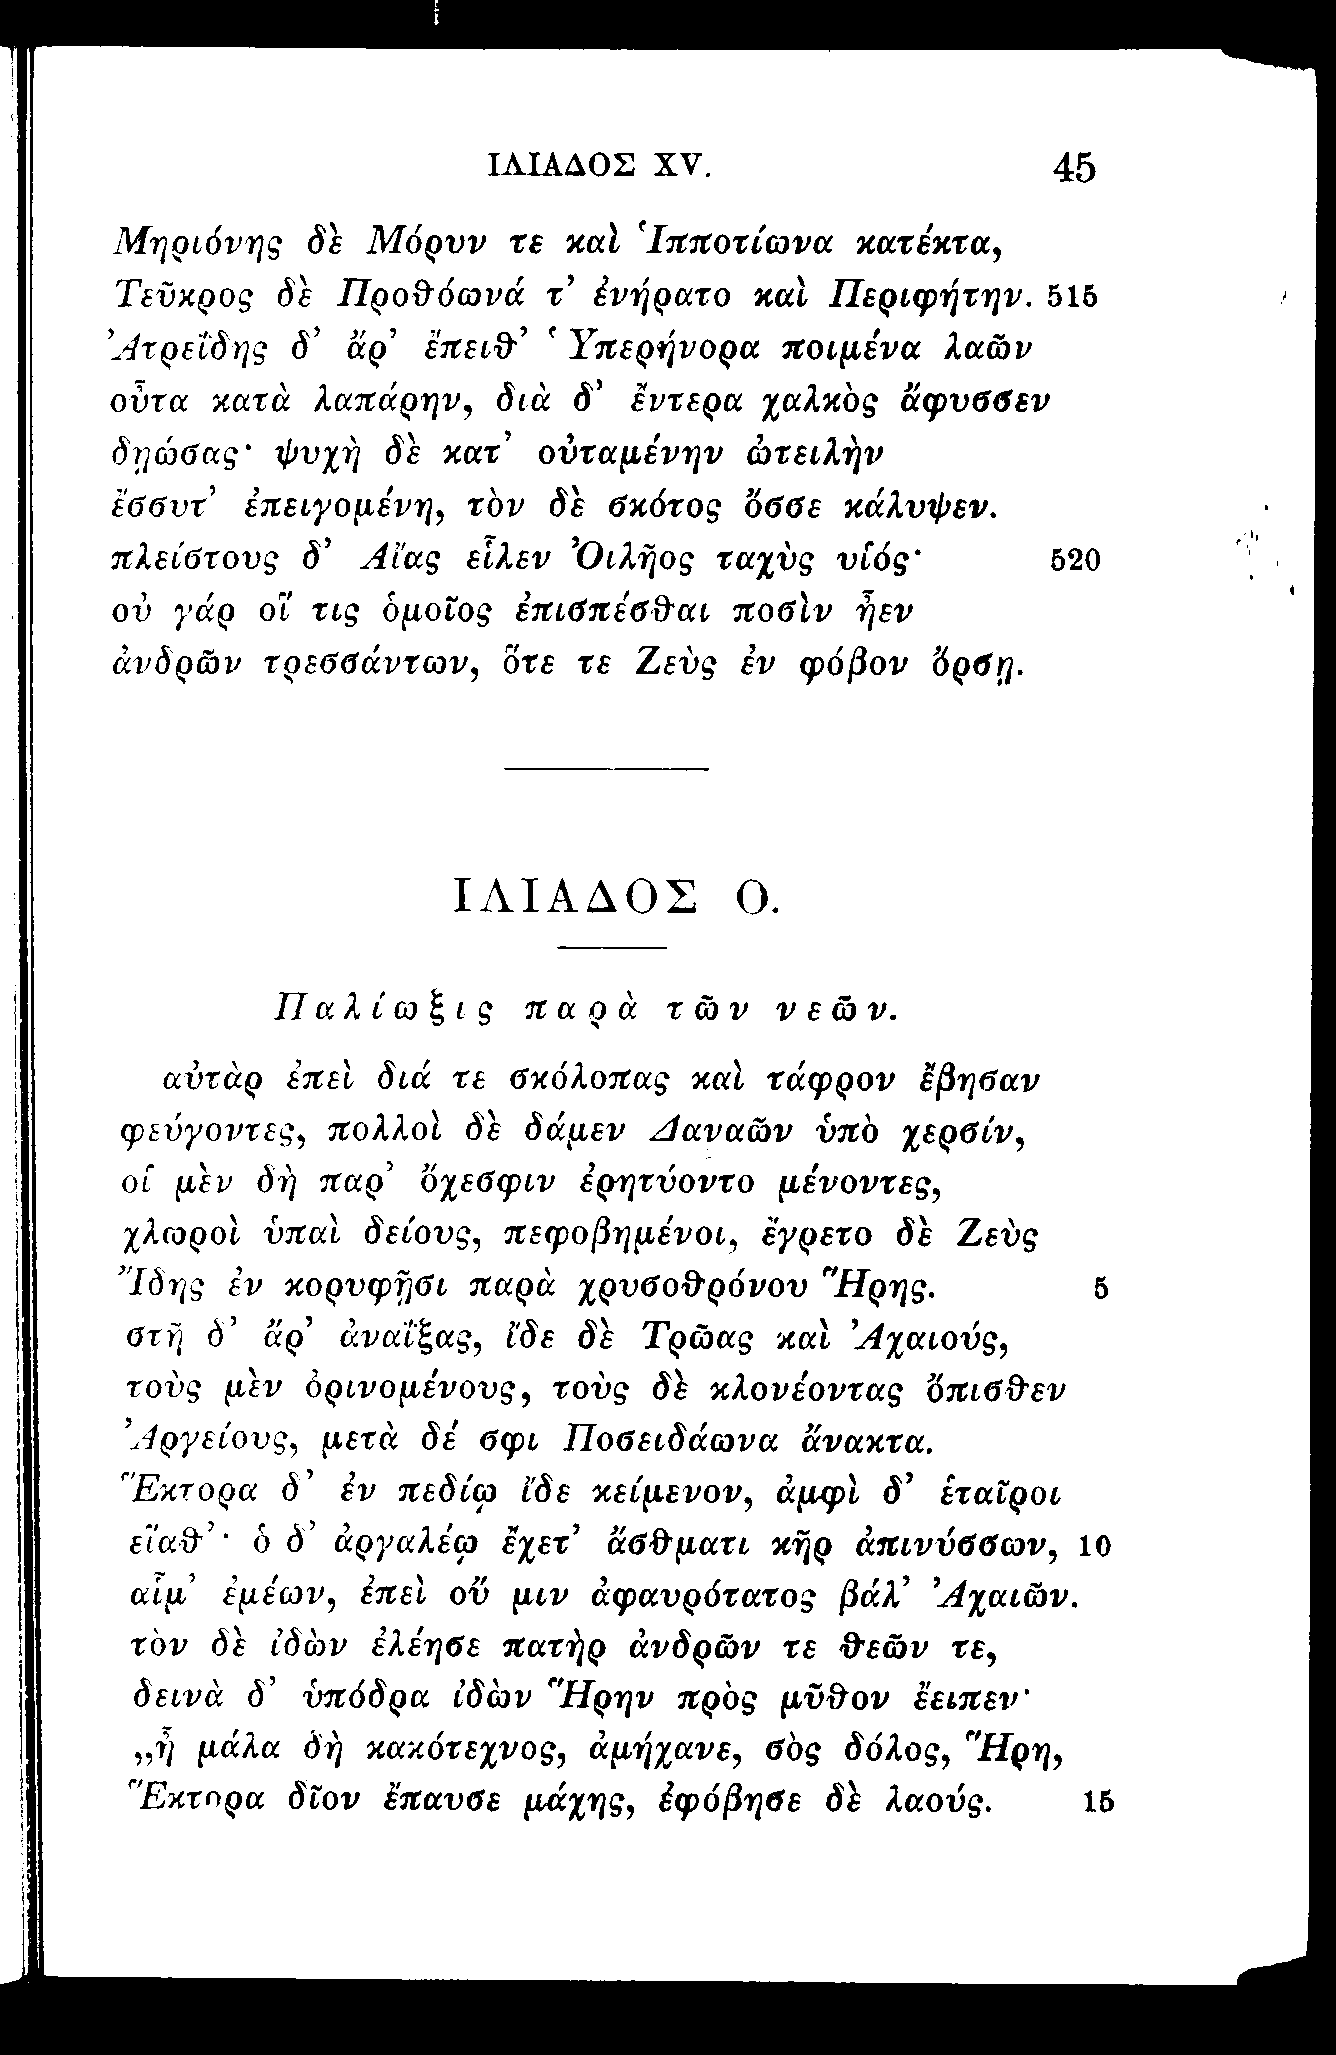 ΙΛΙΑΔΟΣ XV. 45
Μηριόνης δὲ Μόρυν τε καὶ Ἱπποτίωνα κατέκτα,
Τεῦκρος δὲ Προθόωνά τ’ ἐνήρατο καὶ Περιφήτην. 515
Ἀτρεΐδης δ’ ἄρ’ ἔπειθ’ Ὑπερήνορα ποιμένα λαῶν
οὖτα κατὰ λαπάρην, διὰ δ’ ἔντερα χαλκὸς ἄφυσσεν
δῃώσας· ψυχὴ δὲ κατ’ οὐταμένην ὠτειλὴν
ἔσσυτ’ ἐπειγομένη, τὸν δὲ σκότος ὄσσε κάλυψεν.
πλείστους δ’ Αἴας εἷλεν Ὀιλῆος ταχὺς υἱός· 520
οὐ γάρ οἵ τις ὁμοῖος ἐπισπέσθαι ποσὶν ἦεν
ἀνδρῶν τρεσσάντων, ὅτε τε Ζεὺς ἐν φόβον ὄρσῃ.
ΙΛΙΑΔΟΣ Ο.
Παλίωξις παρὰ τῶν νεῶν.
αὐτὰρ ἐπεὶ διά τε σκόλοπας καὶ τάφρον ἔβησαν
φεύγοντες, πολλοὶ δὲ δάμεν Δαναῶν ὑπὸ χερσίν,
οἱ μὲν δὴ παρ’ ὄχεσφιν ἐρητύοντο μένοντες,
χλωροὶ ὑπαὶ δείους, πεφοβημένοι, ἔγρετο δὲ Ζεὺς
Ἴδης ἐν κορυφῇσι παρὰ χρυσοθρόνου Ἥρης. 5
στῆ δ’ ἄρ’ ἀναΐξας, ἴδε δὲ Τρῶας καὶ Ἀχαιούς,
τοὺς μὲν ὀρινομένους, τοὺς δὲ κλονέοντας ὄπισθεν
Ἀργείους, μετὰ δέ σφι Ποσειδάωνα ἄνακτα.
Ἕκτορα δ’ ἐν πεδίῳ ἴδε κείμενον, ἀμφὶ δ’ ἑταῖροι
εἵαθ’· ὁ δ’ ἀργαλέῳ ἔχετ’ ἄσθματι κῆρ ἀπινύσσων, 10
αἷμ’ ἐμέων, ἐπεὶ οὔ μιν ἀφαυρότατος βάλ’ Ἀχαιῶν.
τὸν δὲ ἰδὼν ἐλέησε πατὴρ ἀνδρῶν τε θεῶν τε,
δεινὰ δ’ ὑπόδρα ἰδὼν Ἥρην πρὸς μῦθον ἔειπεν·
„ἦ μάλα δὴ κακότεχνος, ἀμήχανε, σὸς δόλος, Ἥρη,
Ἕκτορα δῖον ἔπαυσε μάχης, ἐφόβησε δὲ λαούς. 15